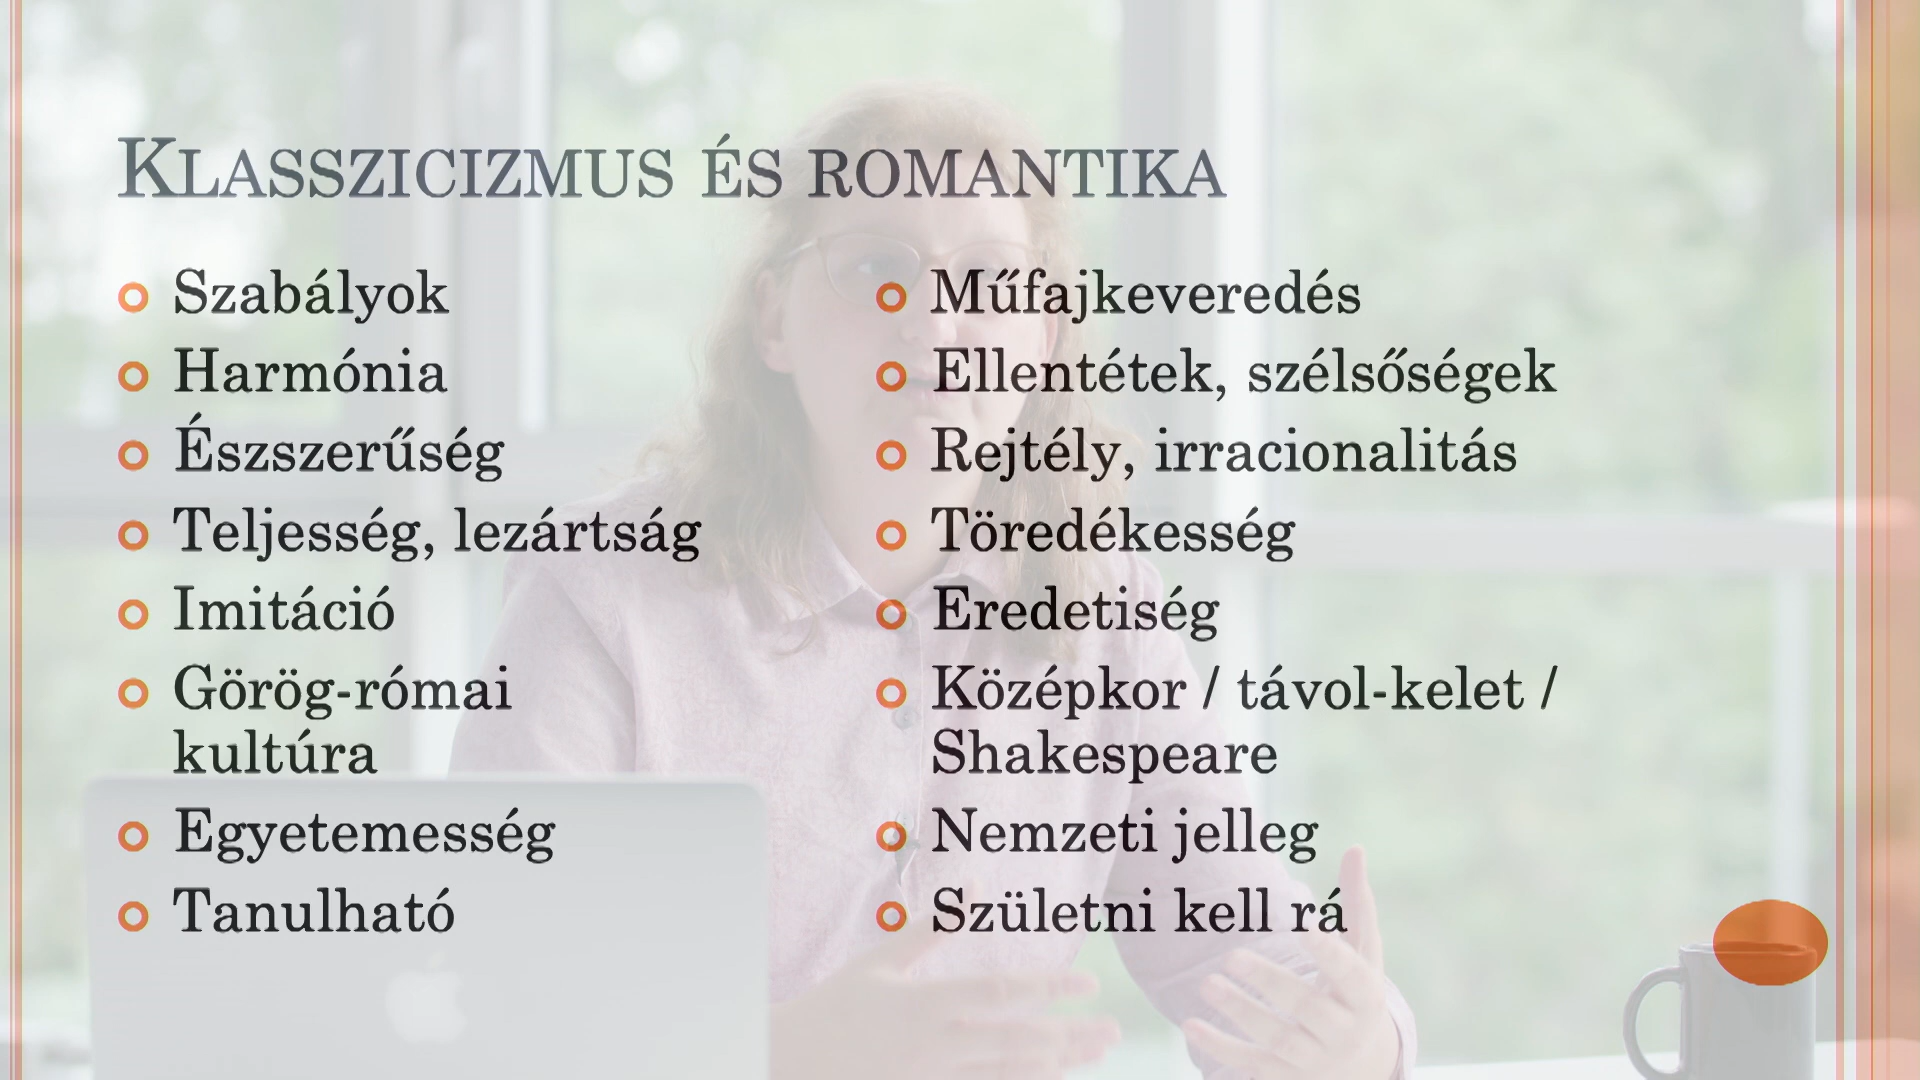 Klasszicizmus és romantika
Szabályok
Harmónia
Észszerűség
Teljesség, lezártság
Imitáció
Görög-római
kultúra
Egyetemesség
Tanulható
Műfajkeveredés
Ellentétek, szélsőségek
Rejtély, irracionalitás
Töredékesség
Eredetiség
Középkor / távol-kelet /
Shakespeare
Nemzeti jelleg
Születni kell rá